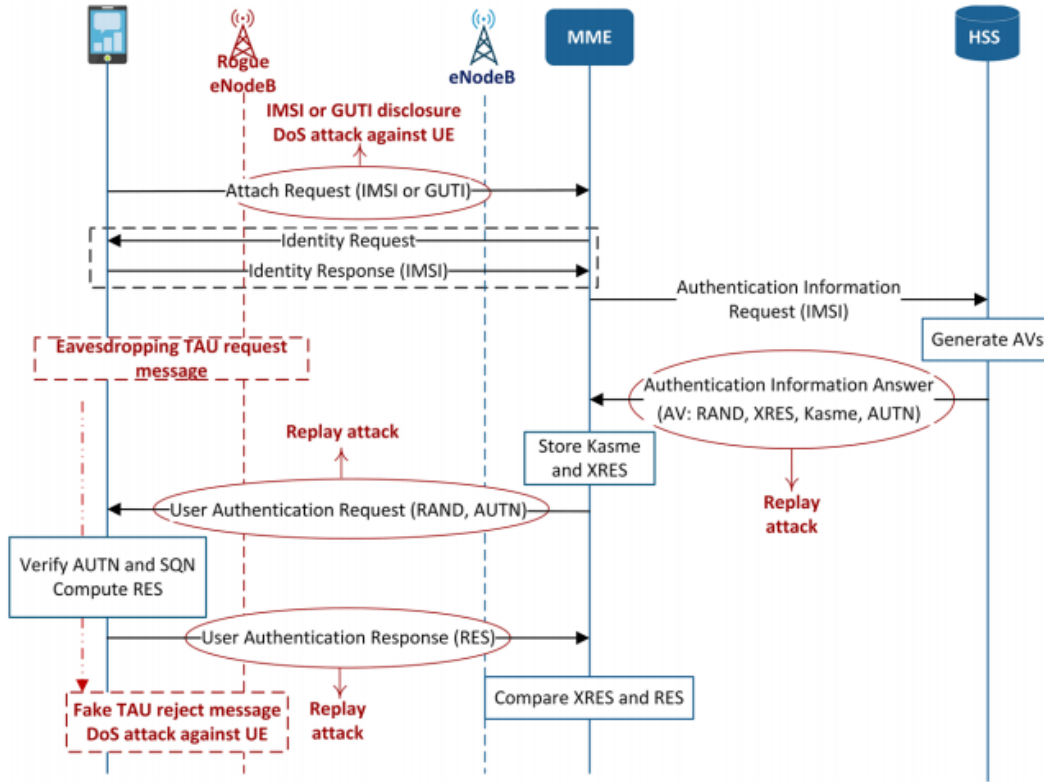 MME
HSS
Rogue
eNodeB
eNodeB
IMSI or GUTI disclosure
DoS attack against UE
Attach Request (IMSI or GUTI)
Identity Request
Identity Response (IMSI)
Authentication Information
Request (IMSI)
Generate AVs
Eavesdropping TAU request
message
Authentication Information Answer
(AV: RAND, XRES, Kasme, AUTN)
Replay attack
Store Kasme
and XRES
Replay
attack
User Authentication Request (RAND, AUTN)
Verify AUTN and SQN
Compute RES
User Authentication Response (RES)
Fake TAU reject message
DoS attack against UE
Replay
attack
Compare XRES and RES